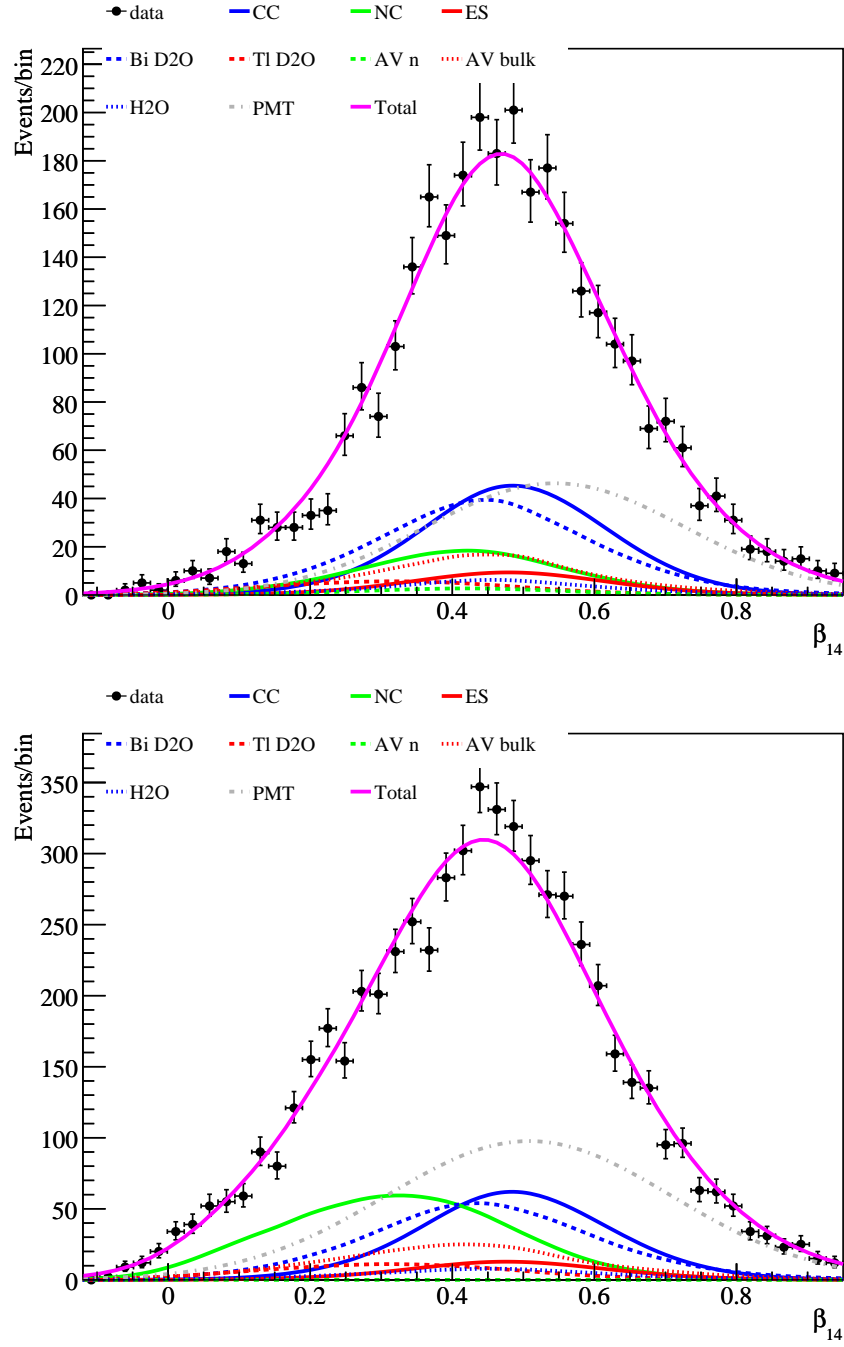 data CC NC ES
Bi D2O Tl D2O AV n AV bulk
H2O PMT Total
Events/bin
220
200
180
160
140
120
100
80
60
40
20
0
0 0.2 0.4 0.6 0.8
β14
data CC NC ES
Bi D2O Tl D2O AV n AV bulk
H2O PMT Total
Events/bin
350
300
250
200
150
100
50
0
0 0.2 0.4 0.6 0.8
β14